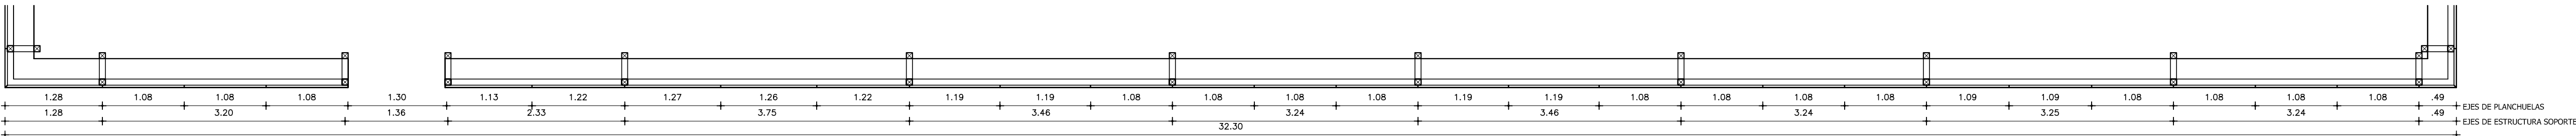 1.28 1.08 1.08 1.08 1.30 1.13 1.22 1.27 1.26 1.22 1.19 1.19 1.08 1.08 1.08 1.08 1.19 1.19 1.08 1.08 1.08 1.08 1.09 1.09 1.08 1.08 1.08 1.08 .49
EJES DE PLANCHUELAS
1.28 3.20 1.36 2.33 3.75 3.46 3.24 3.46 3.24 3.25 3.24 .49
EJES DE ESTRUCTURA SOPORTE
32.30